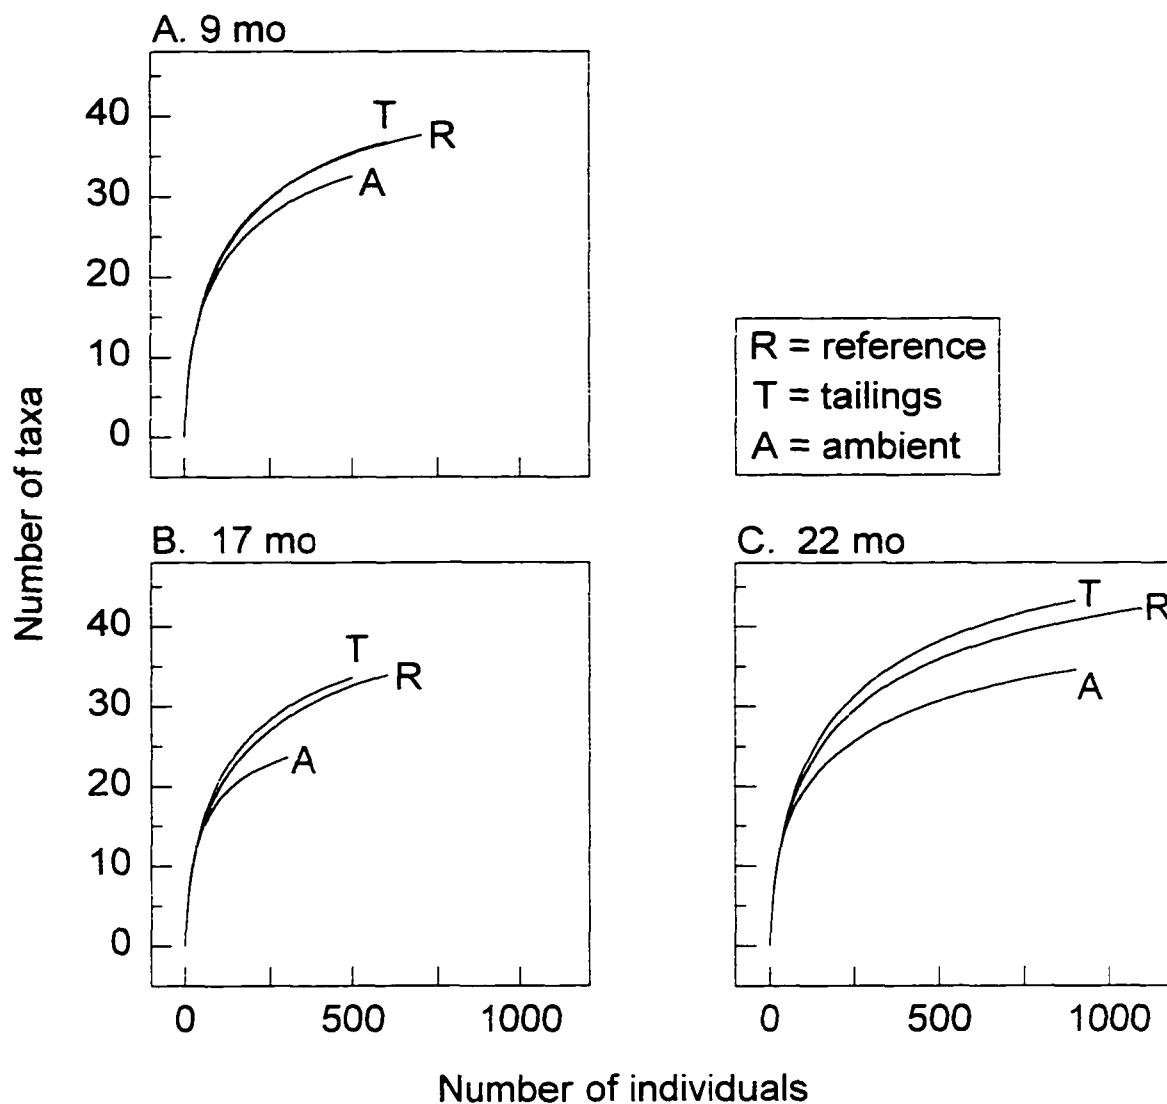 A. 9 mo
40
30
20
10
0
T
R
A
R = reference
T = tailings
A = ambient
Number of taxa
B. 17 mo
40
30
20
10
0
T
R
A
0
500
1000
C. 22 mo
T
R
A
0
500
1000
Number of individuals